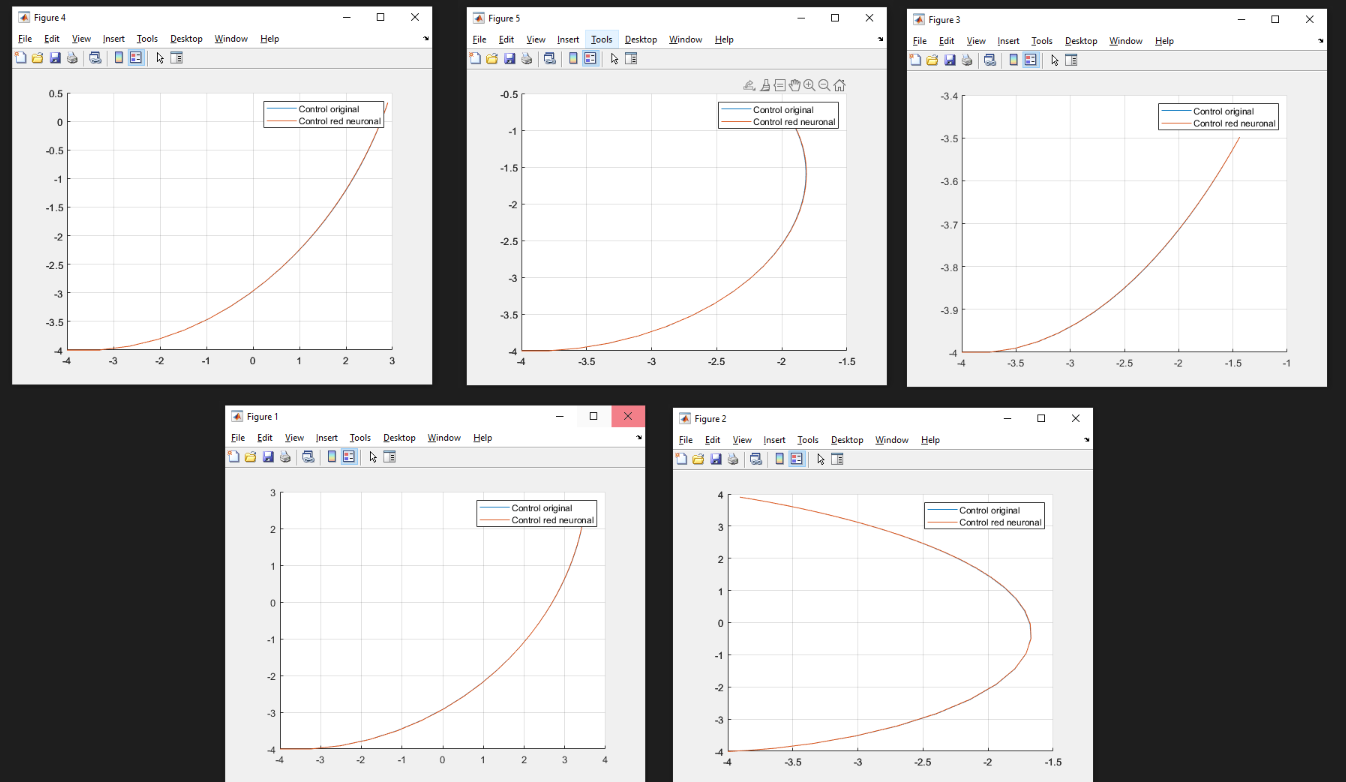 Figure 4
File Edit View Insert Tools Desktop Window Help
0.5
0
-0.5
-1
-1.5
-2
-2.5
-3
-3.5
-4
-4 -3 -2 -1 0 1 2 3
Control original
Control red neuronal
Figure 5
File Edit View Insert Tools Desktop Window Help
-0.5
-1
-1.5
-2
-2.5
-3
-3.5
-4
-4 -3.5 -3 -2.5 -2 -1.5
Control original
Control red neuronal
Figure 3
File Edit View Insert Tools Desktop Window Help
-3.4
-3.5
-3.6
-3.7
-3.8
-3.9
-4
-4 -3.5 -3 -2.5 -2 -1.5 -1
Control original
Control red neuronal
Figure 1
File Edit View Insert Tools Desktop Window Help
3
2
1
0
-1
-2
-3
-4
-4 -3 -2 -1 0 1 2 3 4
Control original
Control red neuronal
Figure 2
File Edit View Insert Tools Desktop Window Help
4
3
2
1
0
-1
-2
-3
-4
-4 -3.5 -3 -2.5 -2 -1.5
Control original
Control red neuronal